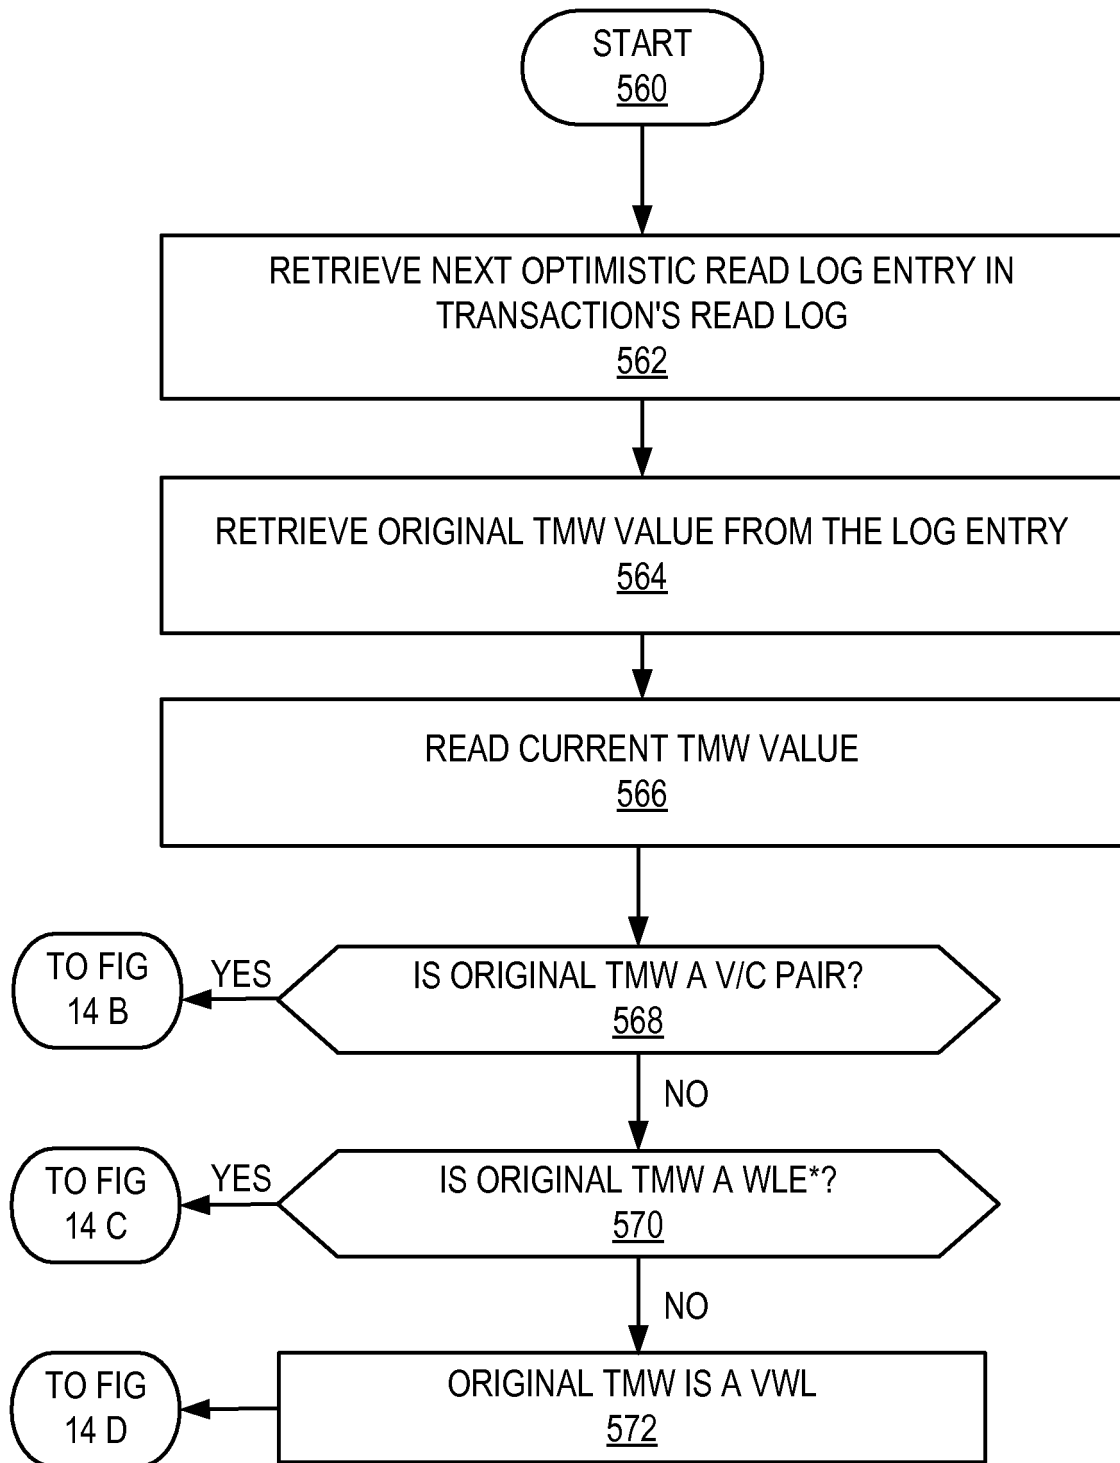 START
560
RETRIEVE NEXT OPTIMISTIC READ LOG ENTRY IN
TRANSACTION'S READ LOG
562
RETRIEVE ORIGINAL TMW VALUE FROM THE LOG ENTRY
564
READ CURRENT TMW VALUE
566
IS ORIGINAL TMW A V/C PAIR?
568
YES
TO FIG
14 B
NO
IS ORIGINAL TMW A WLE*?
570
YES
TO FIG
14 C
NO
ORIGINAL TMW IS A VWL
572
TO FIG
14 D